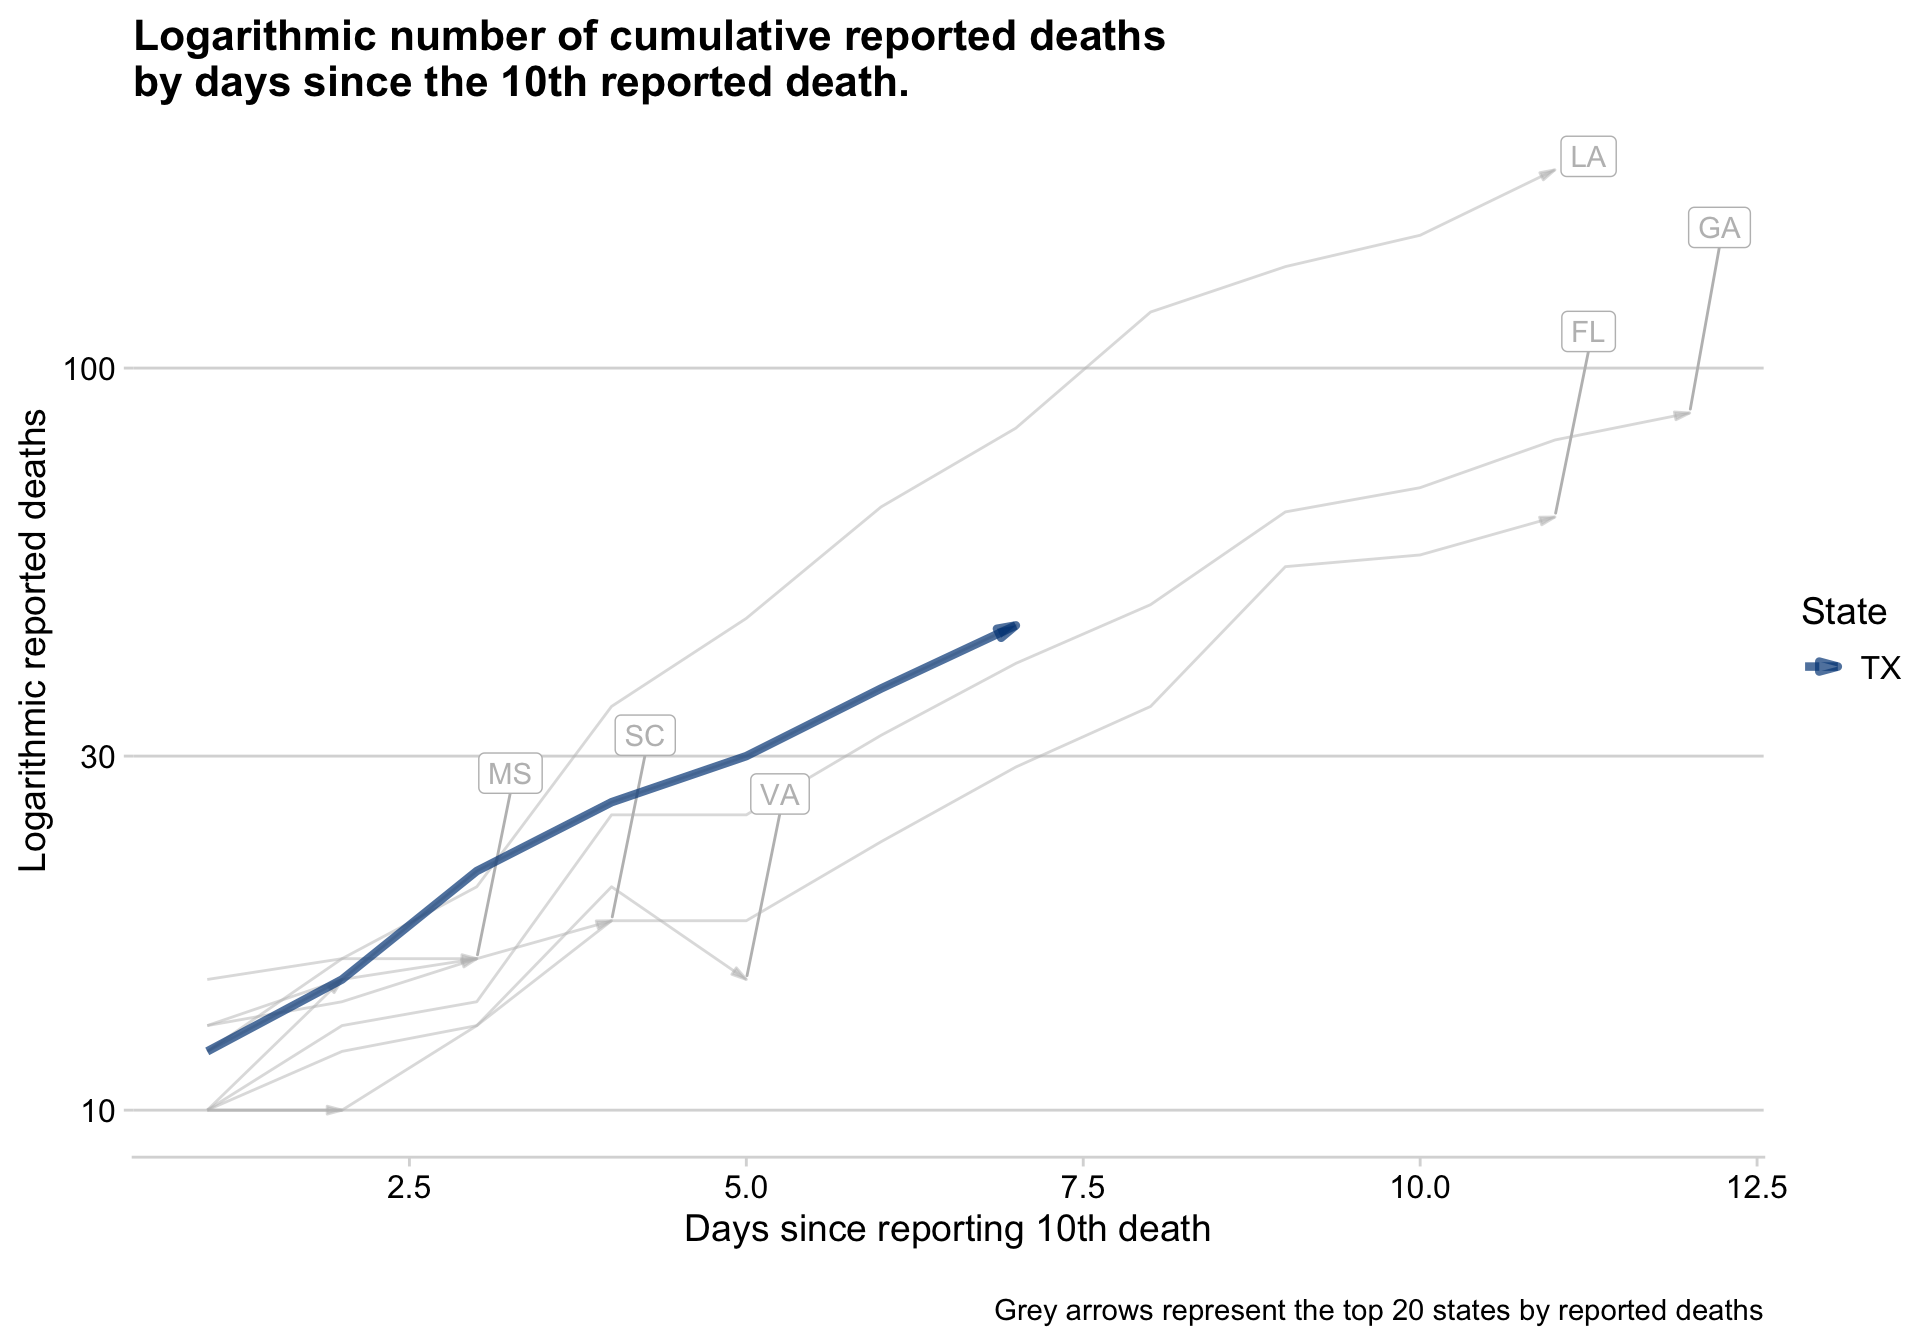 Logarithmic number of cumulative reported deaths
by days since the 10th reported death.
LA
GA
FL
100
Logarithmic reported deaths
State
TX
SC
30
MS
VA
10
2.5 5.0 7.5 10.0 12.5
Days since reporting 10th death
Grey arrows represent the top 20 states by reported deaths